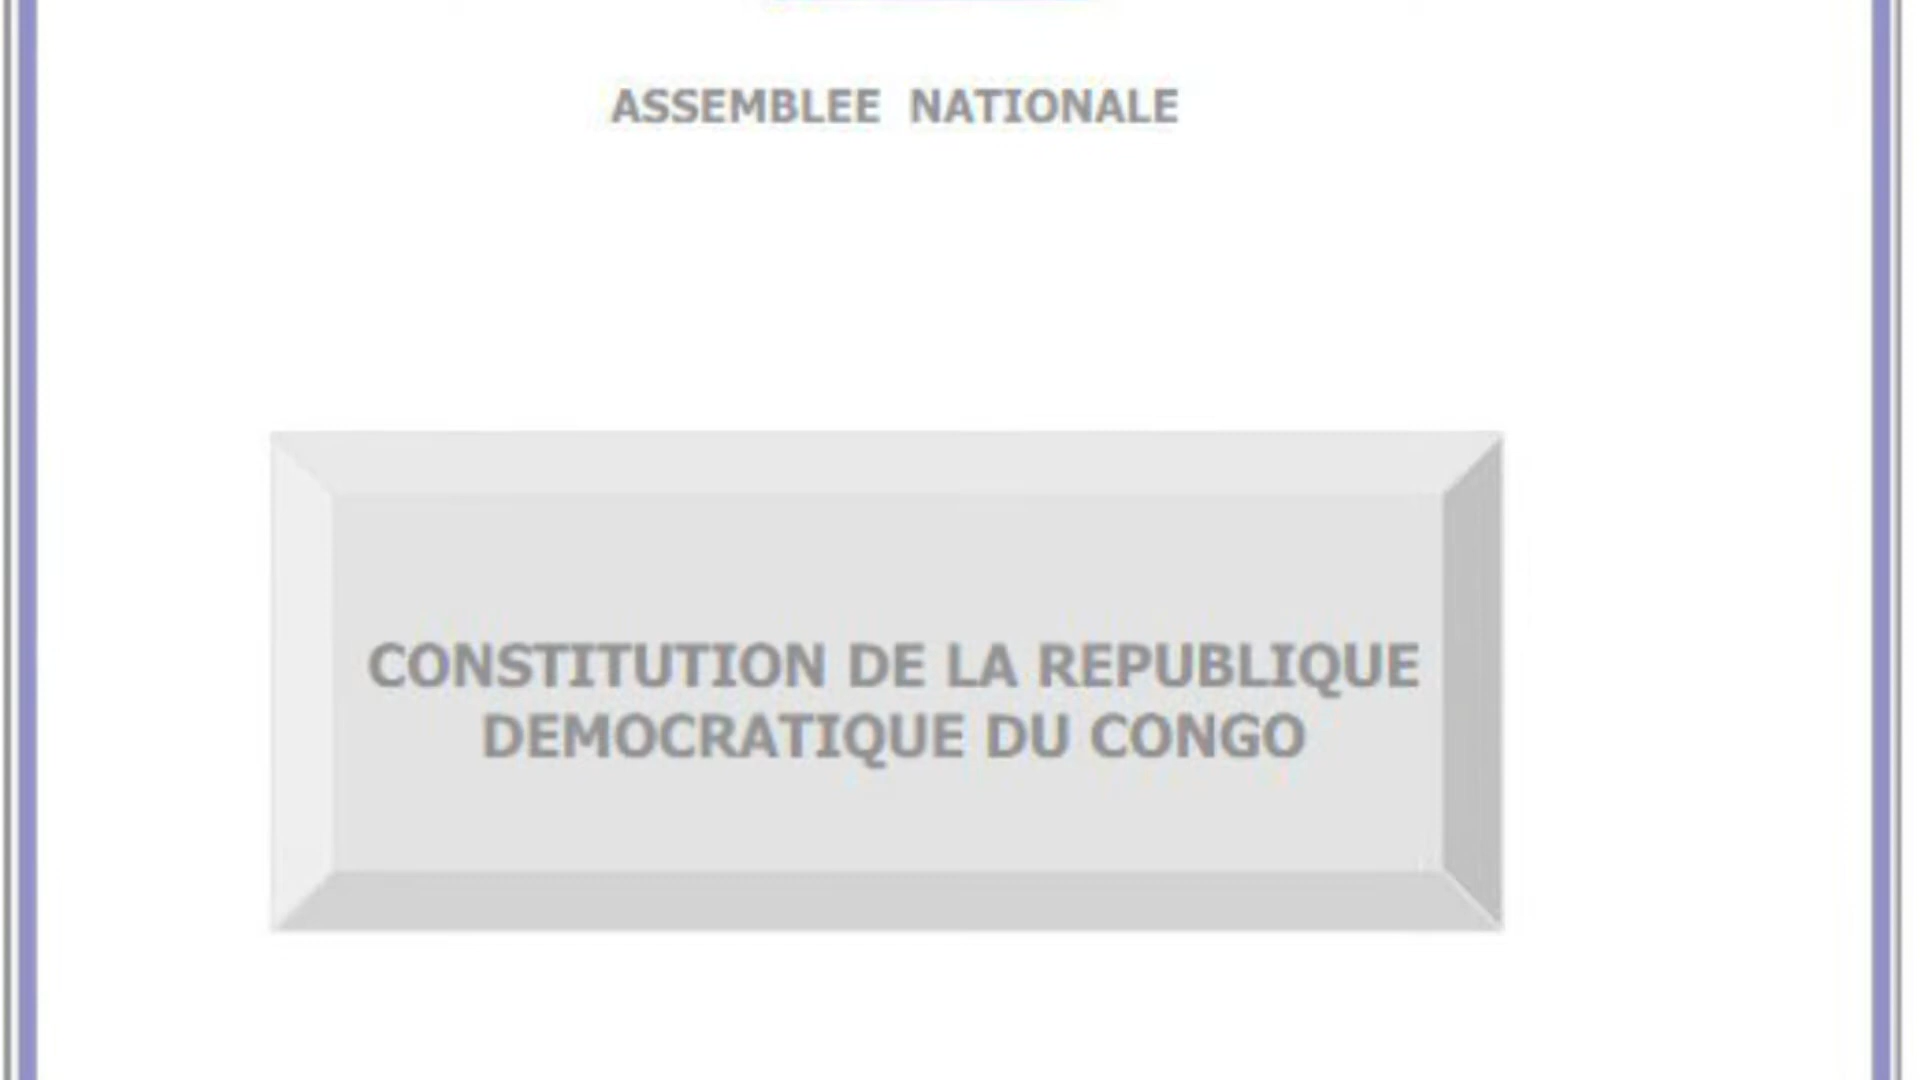 ASSEMBLEE NATIONALE
CONSTITUTION DE LA REPUBLIQUE
DEMOCRATIQUE DU CONGO